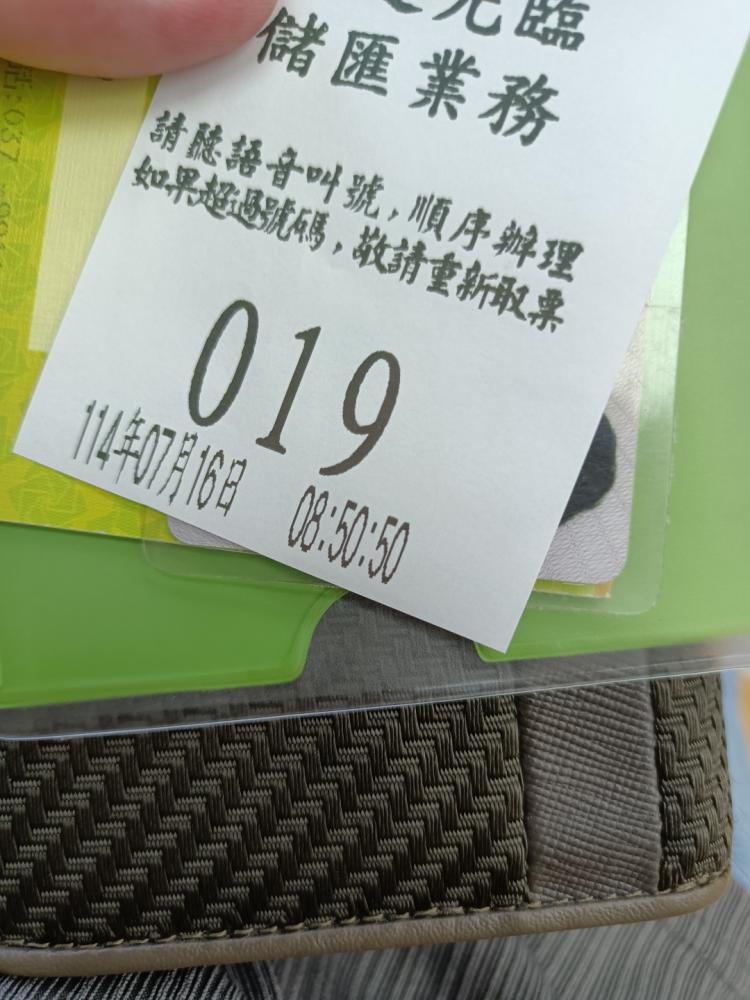 光臨
儲匯業務
請聽語音叫號，順序辦理
如果超過號碼，敬請重新取票
019
114年07月16日 08:50:50